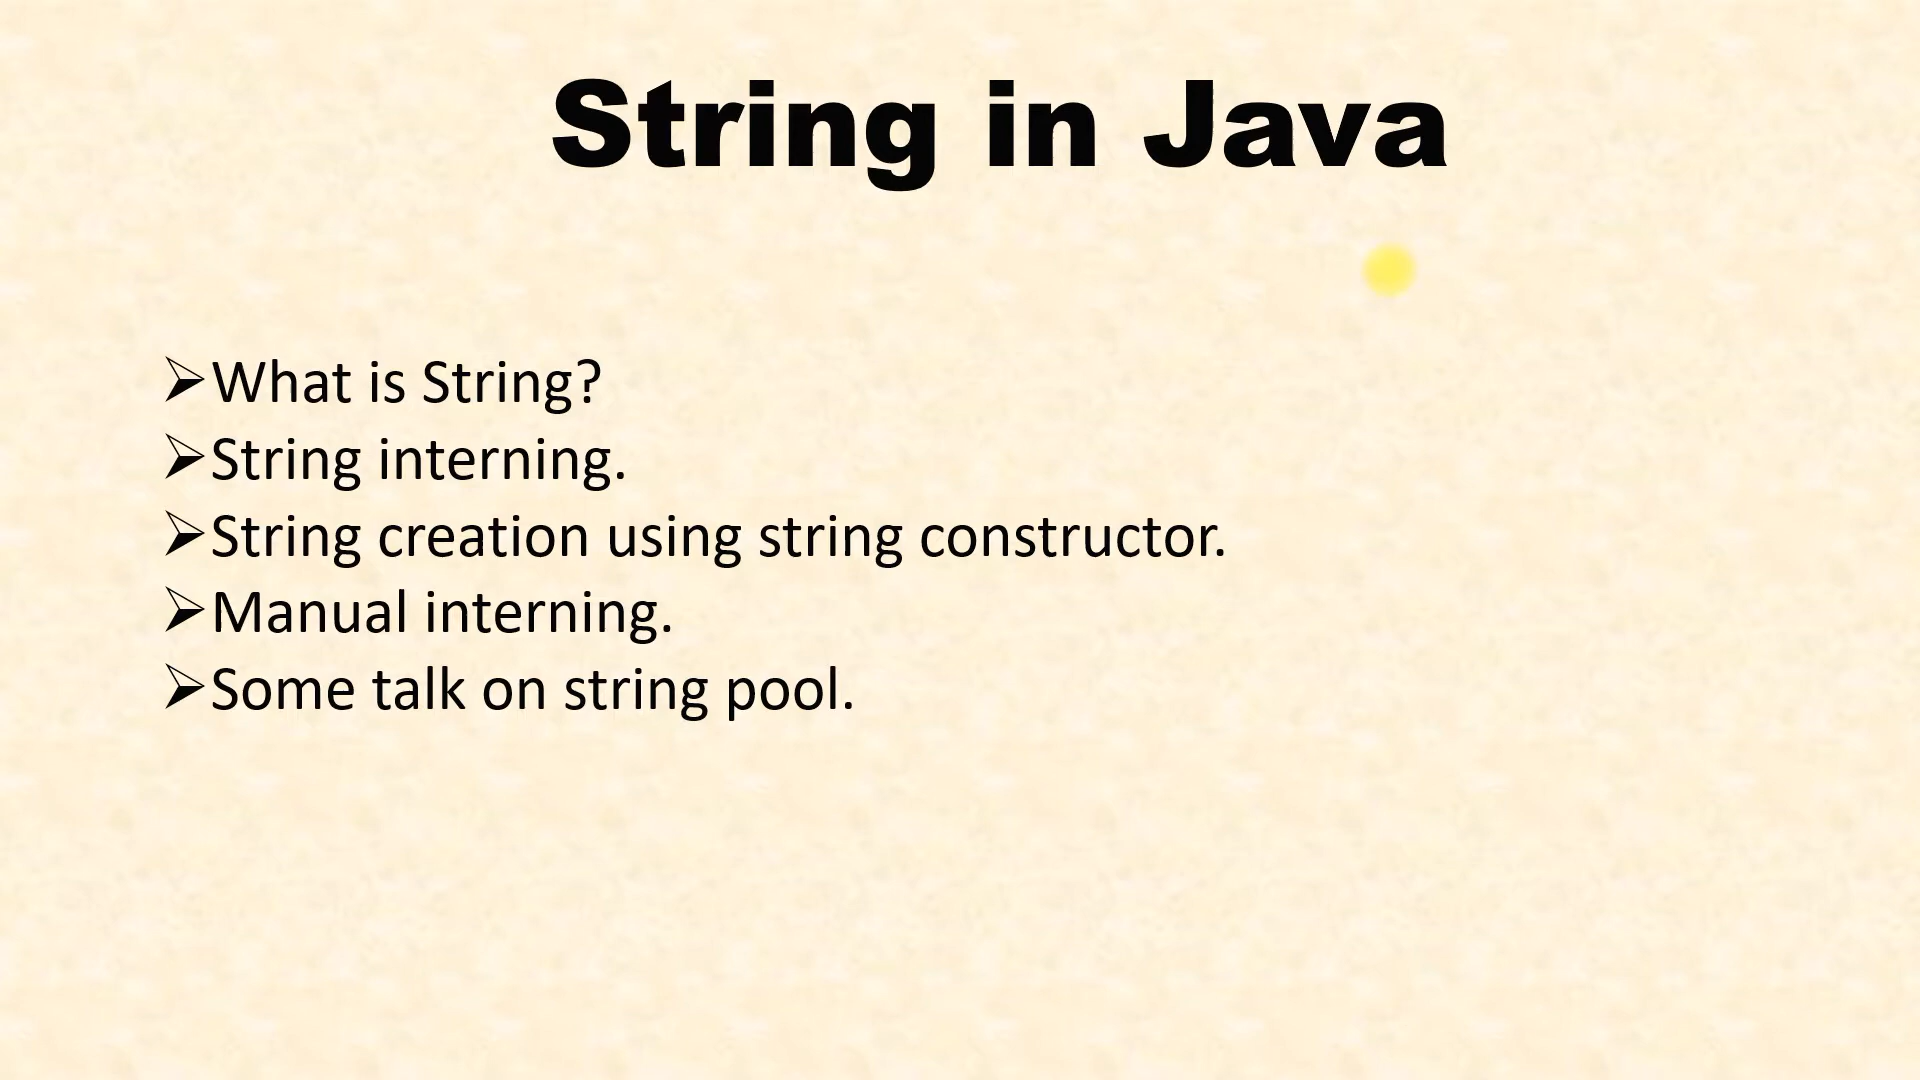 String in Java
➢What is String?
➢String interning.
➢String creation using string constructor.
➢Manual interning.
➢Some talk on string pool.